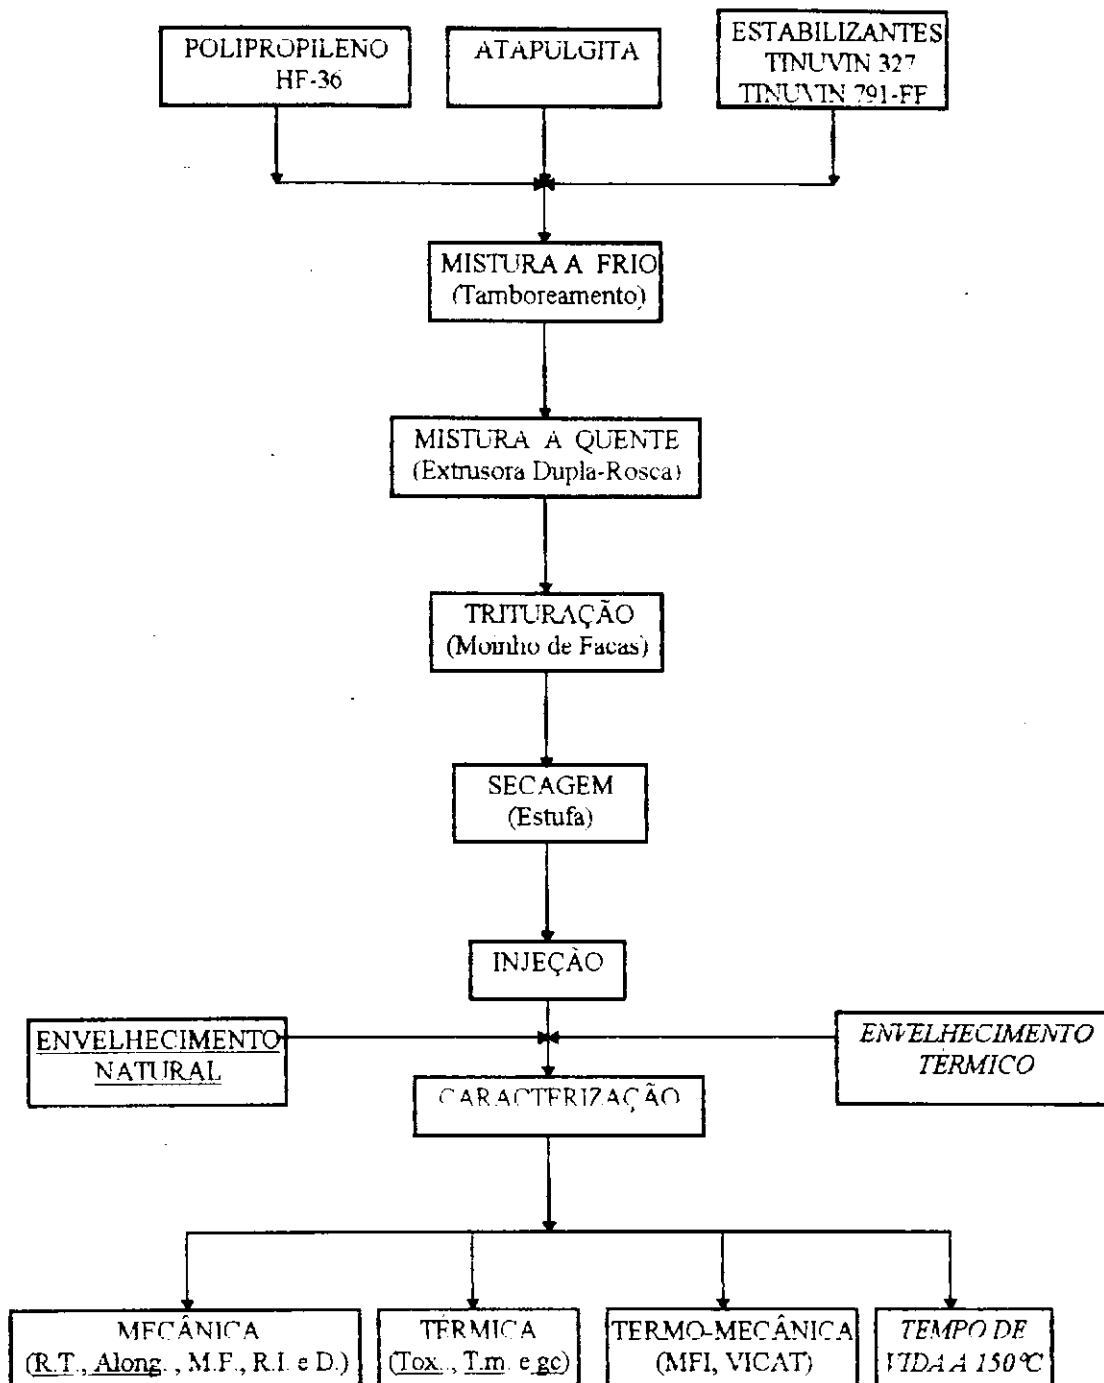 POLIPROPILENO
HF-36
ATAPULGITA
ESTABILIZANTES
TINUVIN 327
TINUVIN 791-FF
MISTURA A FRIO
(Tamboreamento)
MISTURA A QUENTE
(Extrusora Dupla-Rosca)
TRITURAÇÃO
(Moinho de Facas)
SECAGEM
(Estufa)
INJEÇÃO
ENVELHECIMENTO
NATURAL
ENVELHECIMENTO
TÉRMICO
CARACTERIZAÇÃO
MECÂNICA
(R.T., Along. , M.F., R.I. e D.)
TÉRMICA
(Tox.., T.m. e gc)
TERMO-MECÂNICA
(MFI, VICAT)
TEMPO DE
VIDA A 150°C